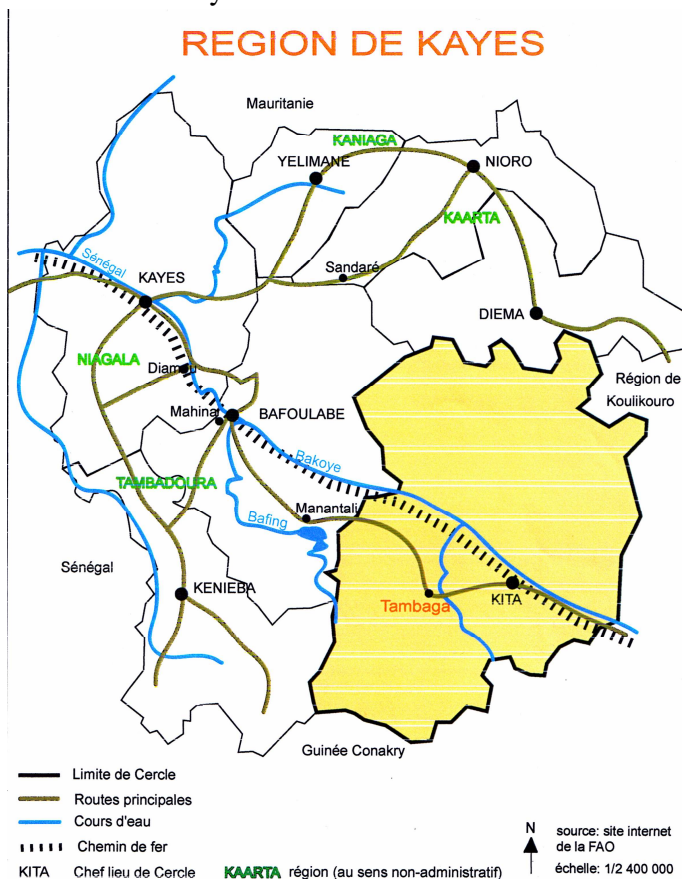 REGION DE KAYES
Mauritanie
KANIAGA
YELIMANE
NIORO
KAARTA
Sénégal
Sandaré
KAYES
DIEMA
NIAGALA
Diamou
Région de
Koulikouro
Mahina
BAFOULABE
Bakoye
TAMBADOURA
Manantali
Bafing
Sénégal
KENIEBA
Tambaga
KITA
Guinée Conakry
Limite de Cercle
Routes principales
Cours d'eau
Chemin de fer
KITA Chef lieu de Cercle
KAARTA région (au sens non-administratif)
N
source: site internet
de la FAO
échelle: 1/2 400 000